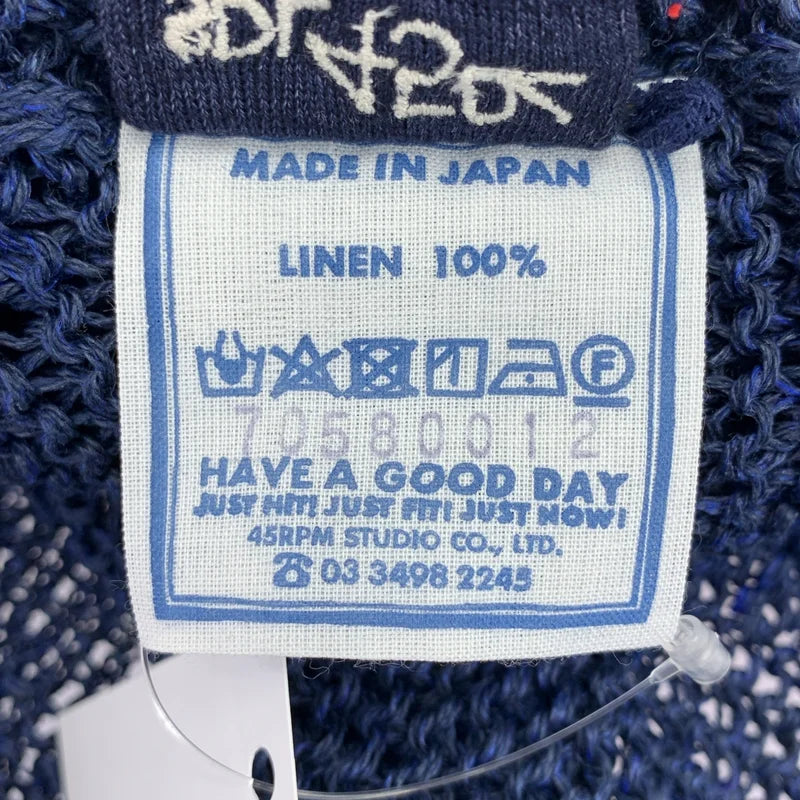 MADE IN JAPAN
LINEN 100%
F
70580012
HAVE A GOOD DAY
JUST HIT! JUST FIT! JUST NOW!
45RPM STUDIO CO., LTD.
☎ 03 3498 2245